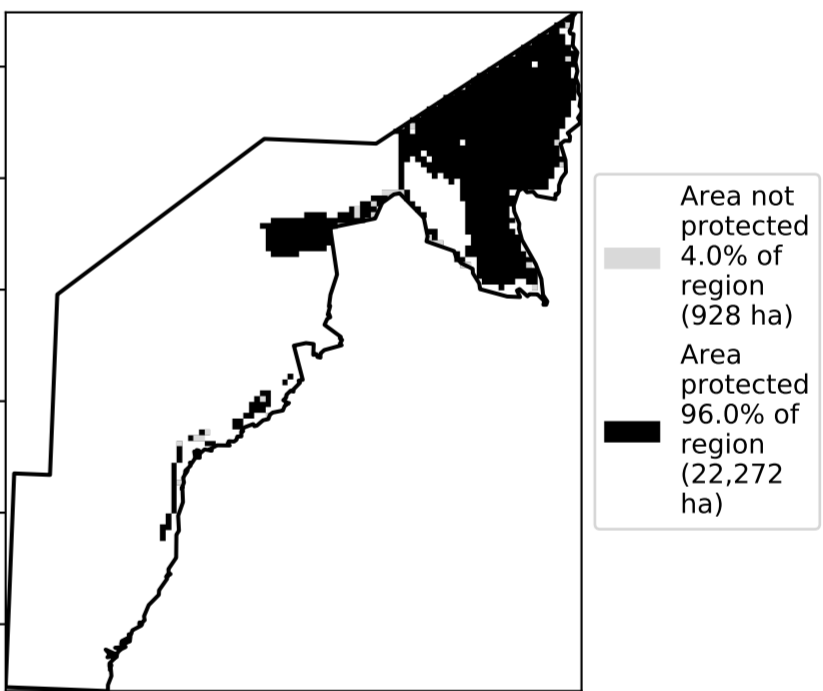 Area not
protected
4.0% of
region
(928 ha)
Area
protected
96.0% of
region
(22,272
ha)